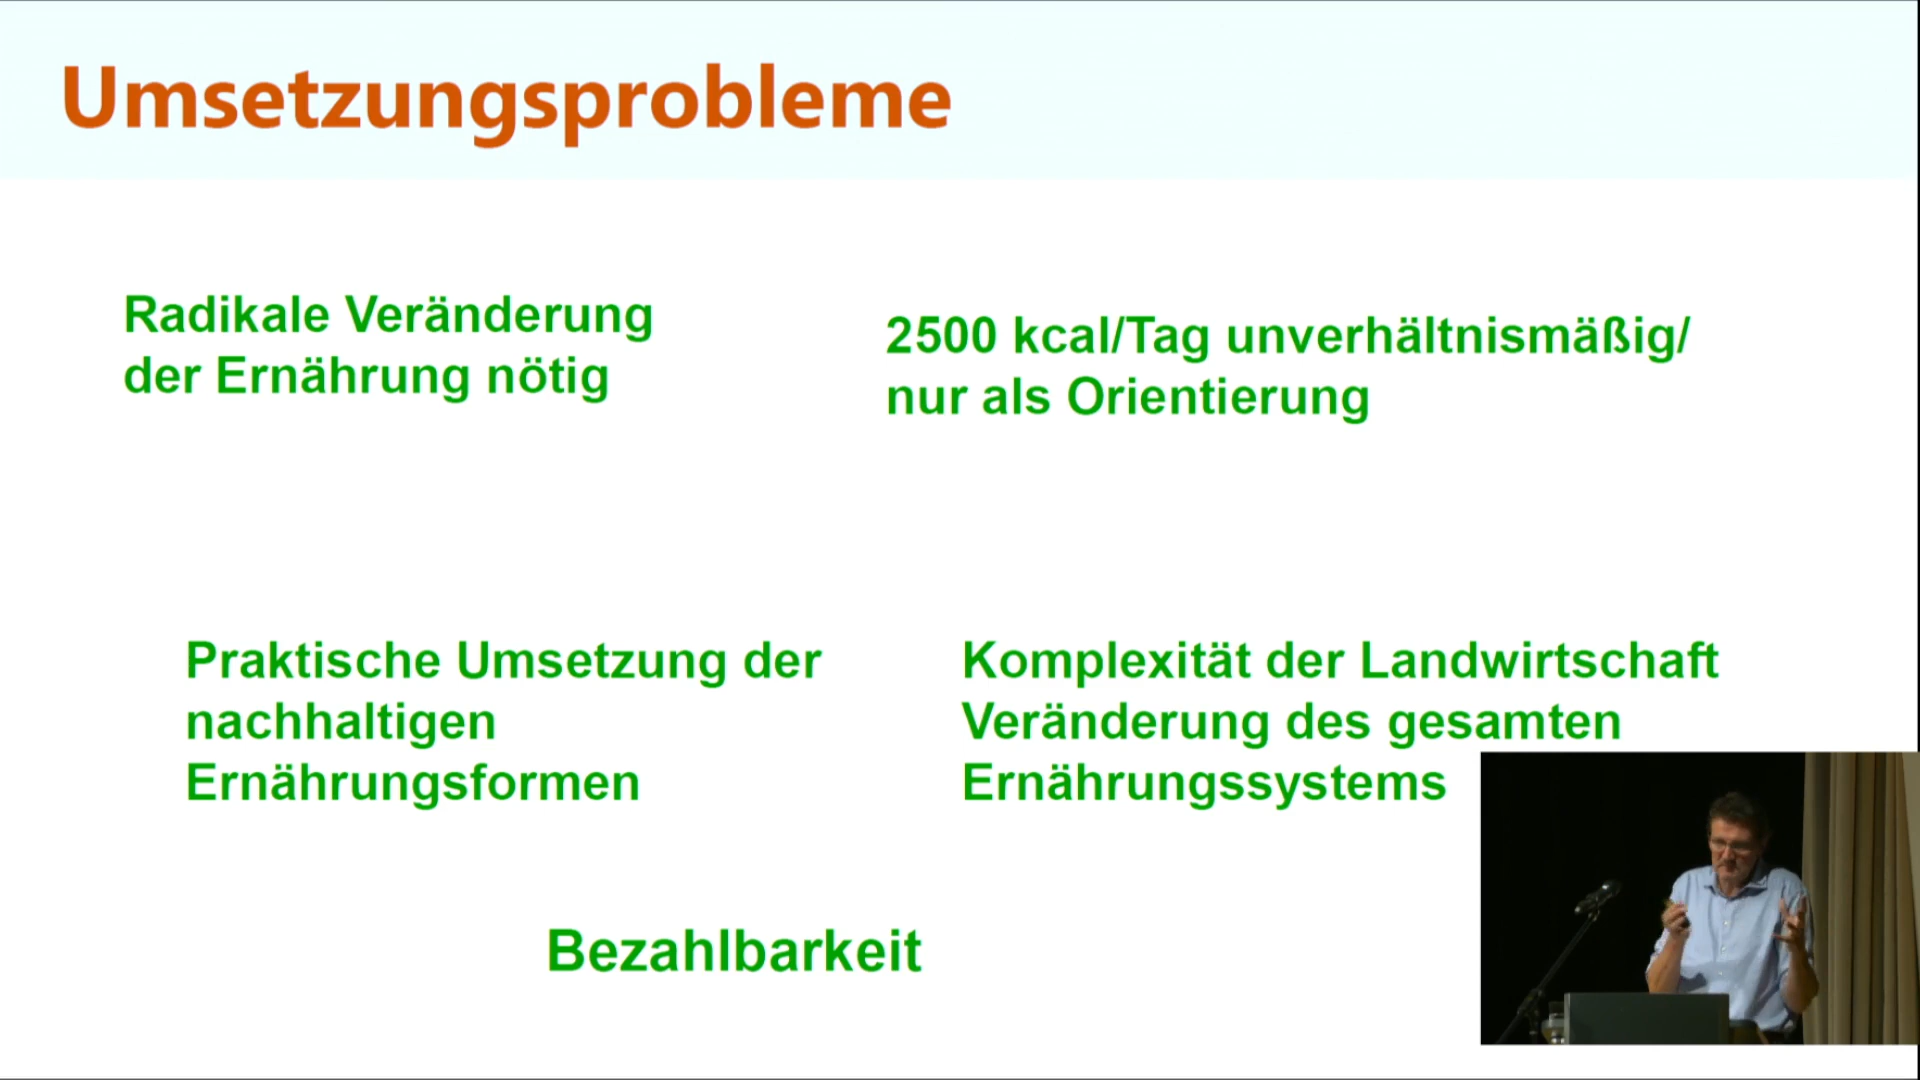 Umsetzungsprobleme
Radikale Veränderung
der Ernährung nötig
2500 kcal/Tag unverhältnismäßig/
nur als Orientierung
Praktische Umsetzung der
nachhaltigen
Ernährungsformen
Komplexität der Landwirtschaft
Veränderung des gesamten
Ernährungssystems
Bezahlbarkeit